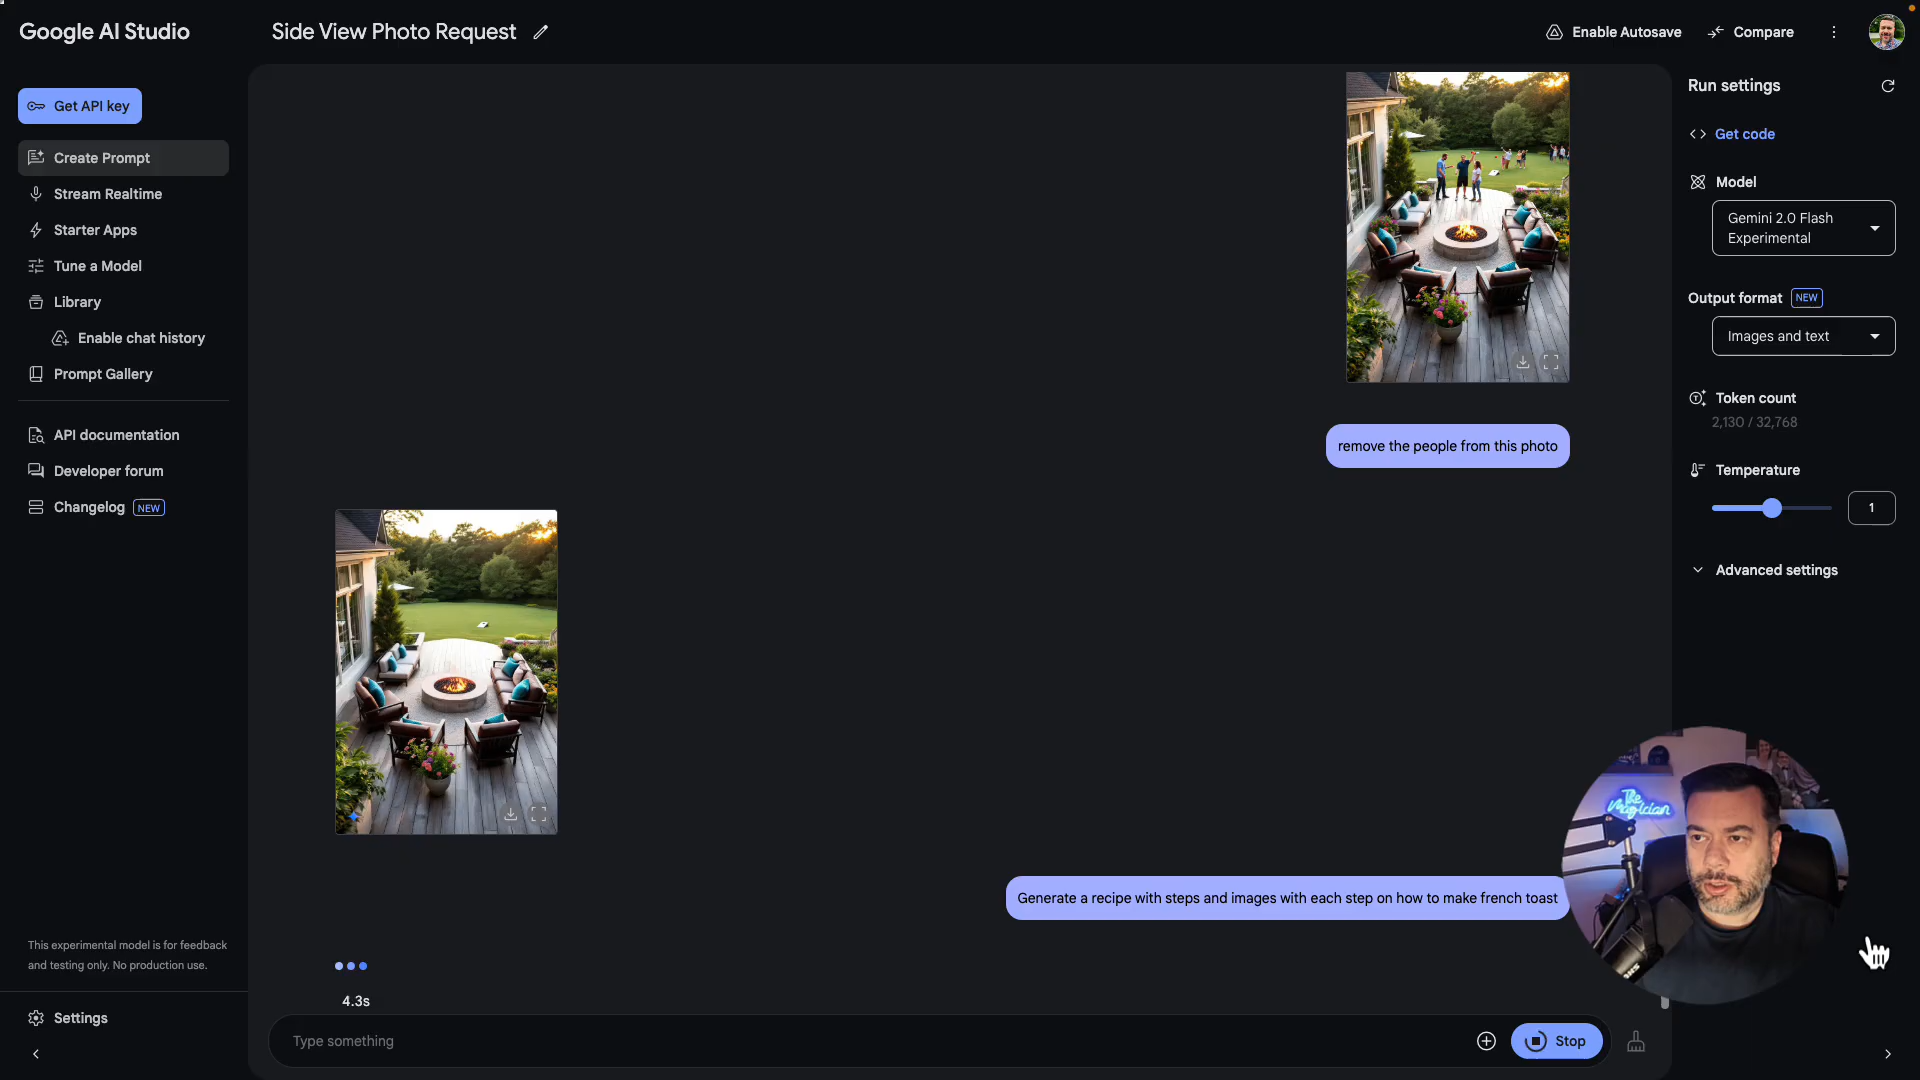 Google AI Studio
Side View Photo Request
Enable Autosave
Compare
Get API key
Create Prompt
Stream Realtime
Starter Apps
Tune a Model
Library
Enable chat history
Prompt Gallery
API documentation
Developer forum
Changelog NEW
This experimental model is for feedback
and testing only. No production use.
Settings
remove the people from this photo
Generate a recipe with steps and images with each step on how to make french toast
4.3s
Type something
Stop
Run settings
Get code
Model
Gemini 2.0 Flash
Experimental
Output format NEW
Images and text
Token count
2,130 / 32,768
Temperature
1
Advanced settings
The
Magician